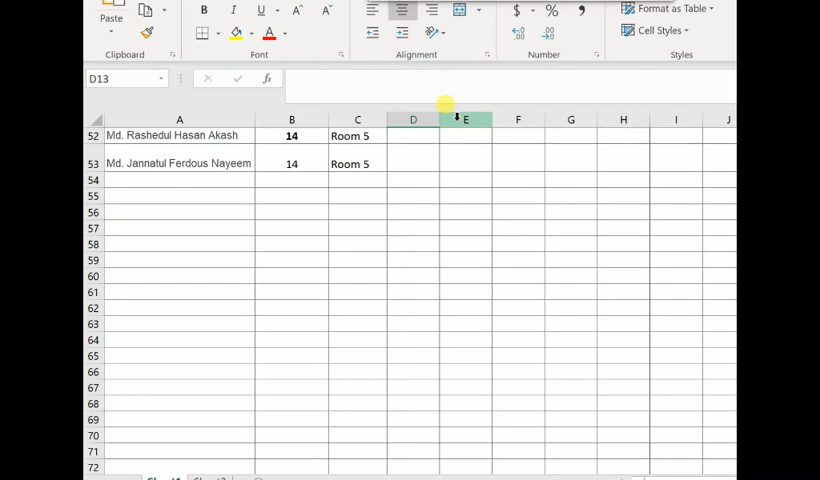 Paste
B I U A A
A
$ % ,
Format as Table
Cell Styles
Clipboard Font Alignment Number Styles
D13 fx
A B C D E F G H I J
52 Md. Rashedul Hasan Akash 14 Room 5
53 Md. Jannatul Ferdous Nayeem 14 Room 5
54
55
56
57
58
59
60
61
62
63
64
65
66
67
68
69
70
71
72